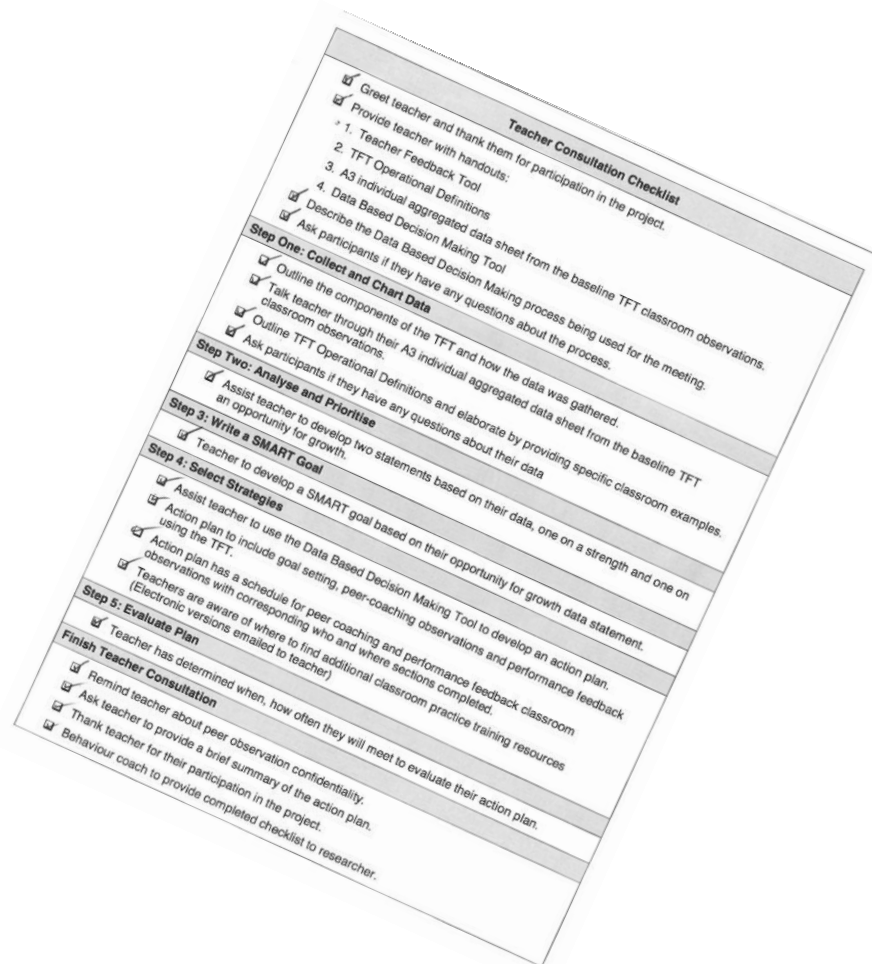 Teacher Consultation Checklist
Greet teacher and thank them for participation in the project.
Provide teacher with handouts:
1. Teacher Feedback Tool
2. TFT Operational Definitions
3. A3 individual aggregated data sheet from the baseline TFT classroom observations.
4. Data Based Decision Making Tool
Describe the Data Based Decision Making process being used for the meeting.
Ask participants if they have any questions about the process.
Step One: Collect and Chart Data
Outline the components of the TFT and how the data was gathered.
Talk teacher through their A3 individual aggregated data sheet from the baseline TFT
classroom observations.
Outline TFT Operational Definitions and elaborate by providing specific classroom examples.
Ask participants if they have any questions about their data
Step Two: Analyse and Prioritise
Assist teacher to develop two statements based on their data, one on a strength and one on
an opportunity for growth.
Step 3: Write a SMART Goal
Teacher to develop a SMART goal based on their opportunity for growth data statement.
Step 4: Select Strategies
Assist teacher to use the Data Based Decision Making Tool to develop an action plan.
Action plan to include goal setting, peer-coaching observations and performance feedback
using the TFT.
Action plan has a schedule for peer coaching and performance feedback classroom
observations with corresponding who and where sections completed.
Teachers are aware of where to find additional classroom practice training resources
(Electronic versions emailed to teacher)
Step 5: Evaluate Plan
Teacher has determined when, how often they will meet to evaluate their action plan.
Finish Teacher Consultation
Remind teacher about peer observation confidentiality.
Ask teacher to provide a brief summary of the action plan.
Thank teacher for their participation in the project.
Behaviour coach to provide completed checklist to researcher.